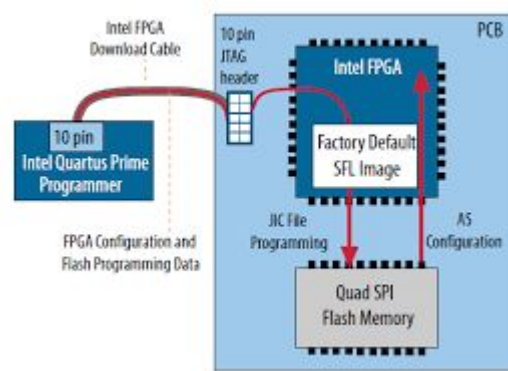 Intel FPGA
Download Cable
10 pin
JTAG
header
PCB
Intel FPGA
10 pin
Intel Quartus Prime
Programmer
Factory Default
SFL Image
FPGA Configuration and
Flash Programming Data
JIC File
Programming
AS
Configuration
Quad SPI
Flash Memory